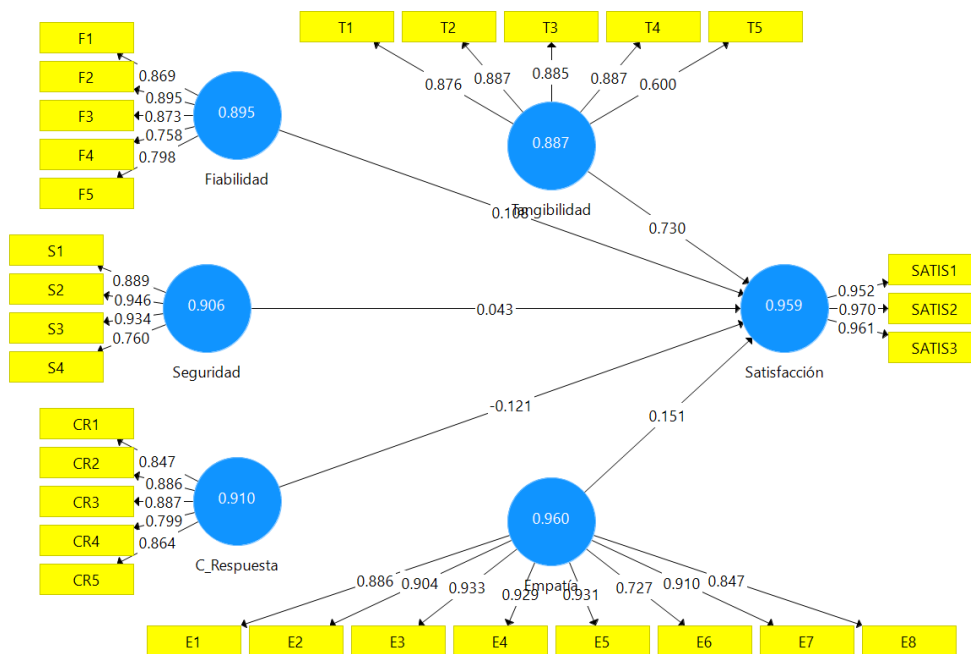 T1
T2
T3
T4
T5
F1
F2
F3
F4
F5
0.869
0.895
0.873
0.758
0.798
0.895
Fiabilidad
0.876
0.887
0.885
0.887
0.600
0.887
Tangibilidad
0.108
0.730
S1
S2
S3
S4
0.889
0.946
0.934
0.760
0.906
Seguridad
0.043
0.959
Satisfacción
0.952
0.970
0.961
SATIS1
SATIS2
SATIS3
CR1
CR2
CR3
CR4
CR5
0.847
0.886
0.887
0.799
0.864
0.910
C_Respuesta
-0.121
0.151
0.960
Empatía
0.886
0.904
0.933
0.929
0.931
0.727
0.910
0.847
E1
E2
E3
E4
E5
E6
E7
E8